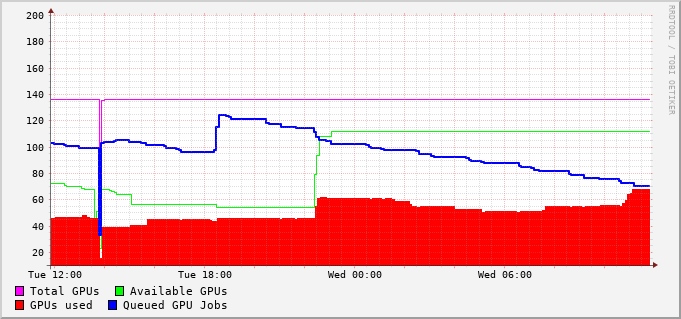 200
180
160
140
120
100
80
60
40
20
Tue 12:00 Tue 18:00 Wed 00:00 Wed 06:00
Total GPUs Available GPUs
GPUs used Queued GPU Jobs
RRDTOOL / TOBI OETIKER